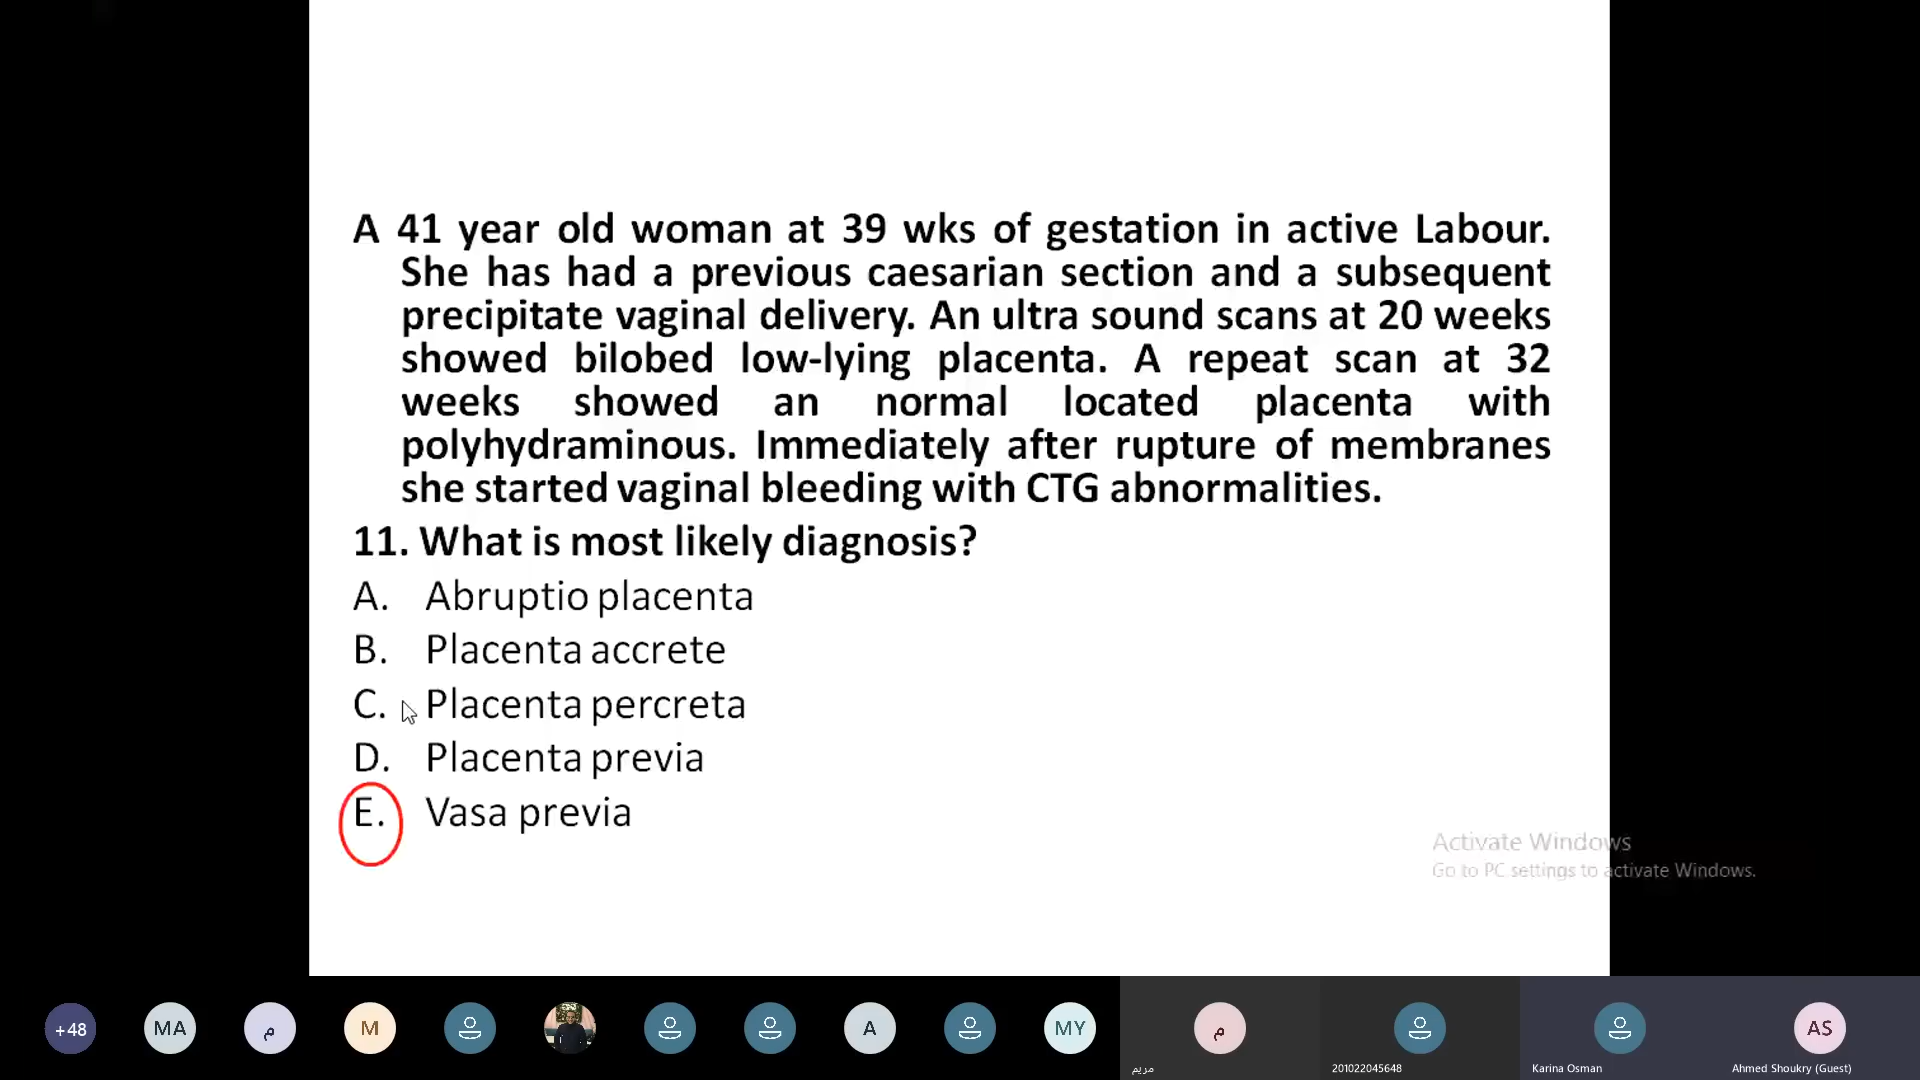 A 41 year old woman at 39 wks of gestation in active Labour.
She has had a previous caesarian section and a subsequent
precipitate vaginal delivery. An ultra sound scans at 20 weeks
showed bilobed low-lying placenta. A repeat scan at 32
weeks showed an normal located placenta with
polyhydraminous. Immediately after rupture of membranes
she started vaginal bleeding with CTG abnormalities.
11. What is most likely diagnosis?
A. Abruptio placenta
B. Placenta accrete
C. Placenta percreta
D. Placenta previa
E. Vasa previa
Activate Windows
Go to PC settings to activate Windows.
+48 MA م M A MY م AS
مريم 201022045648 Karina Osman Ahmed Shoukry (Guest)